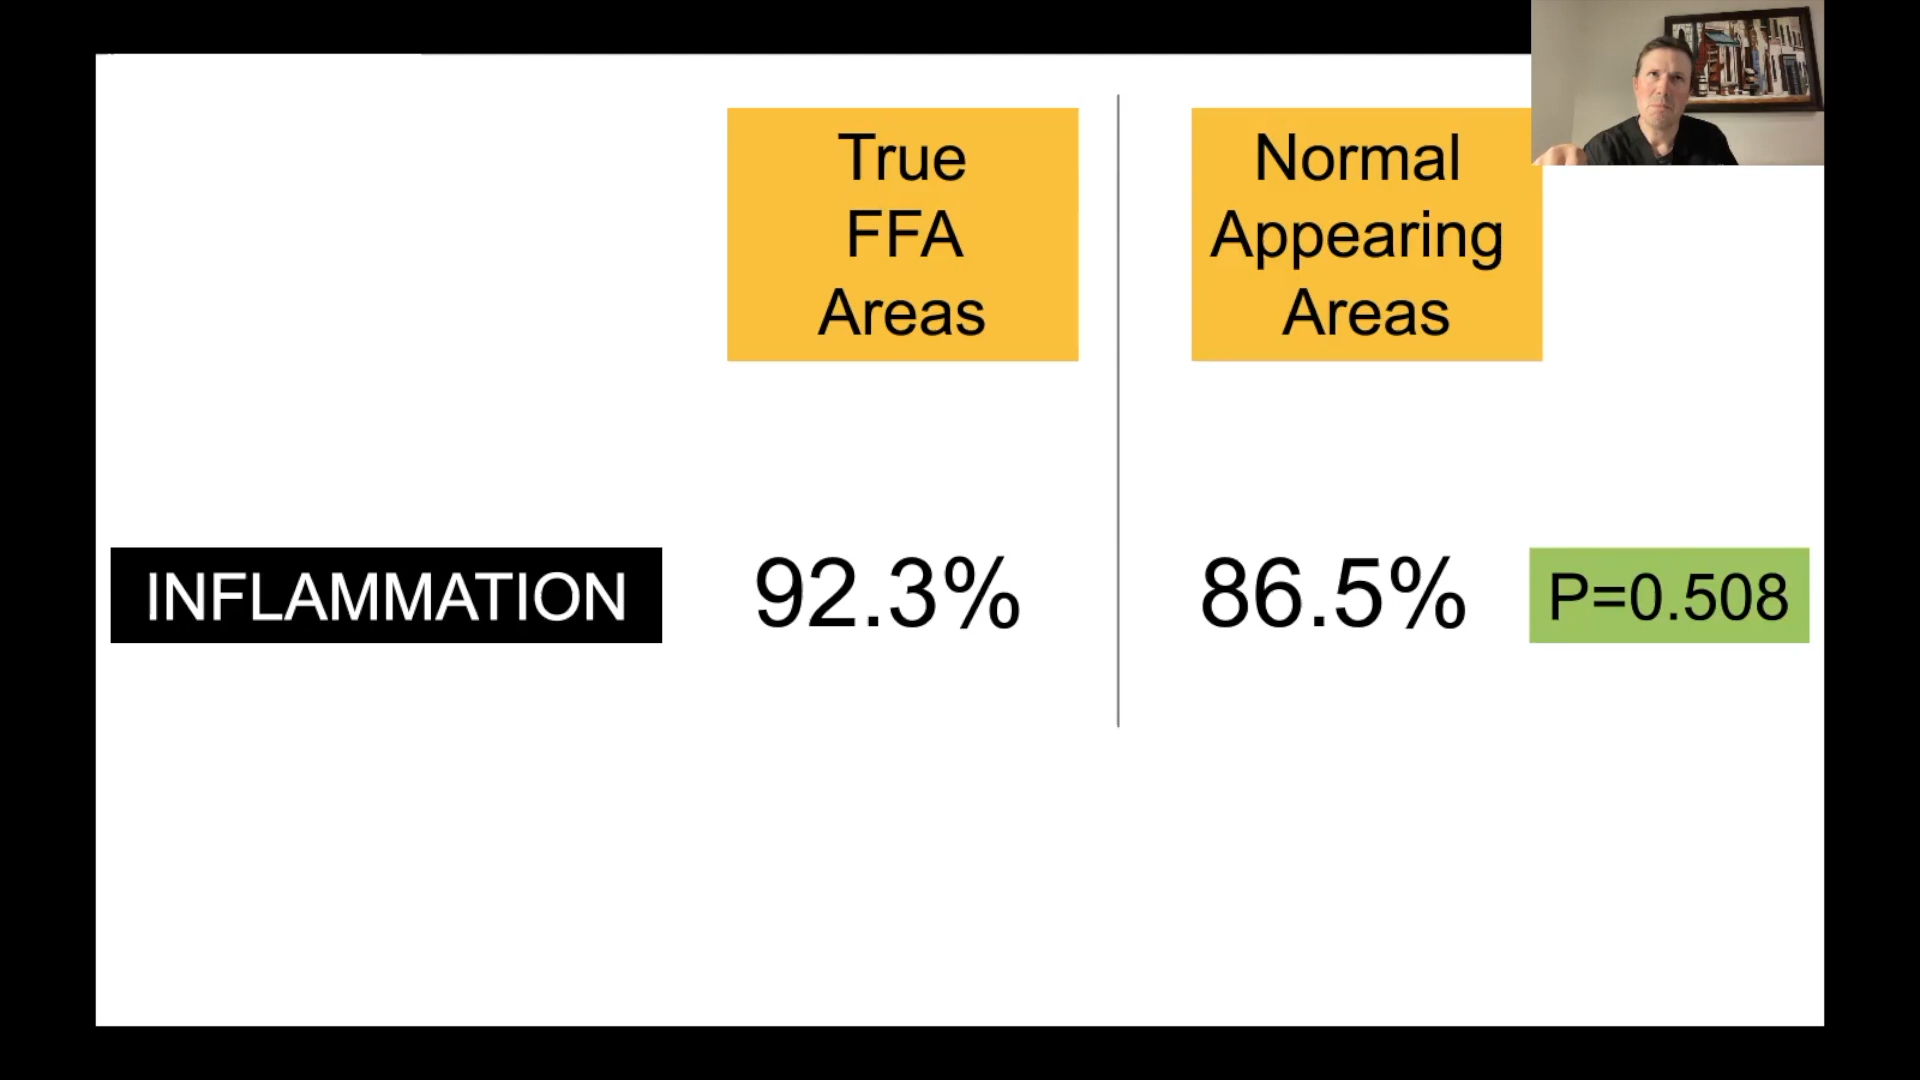 True
FFA
Areas
Normal
Appearing
Areas
INFLAMMATION
92.3%
86.5%
P=0.508